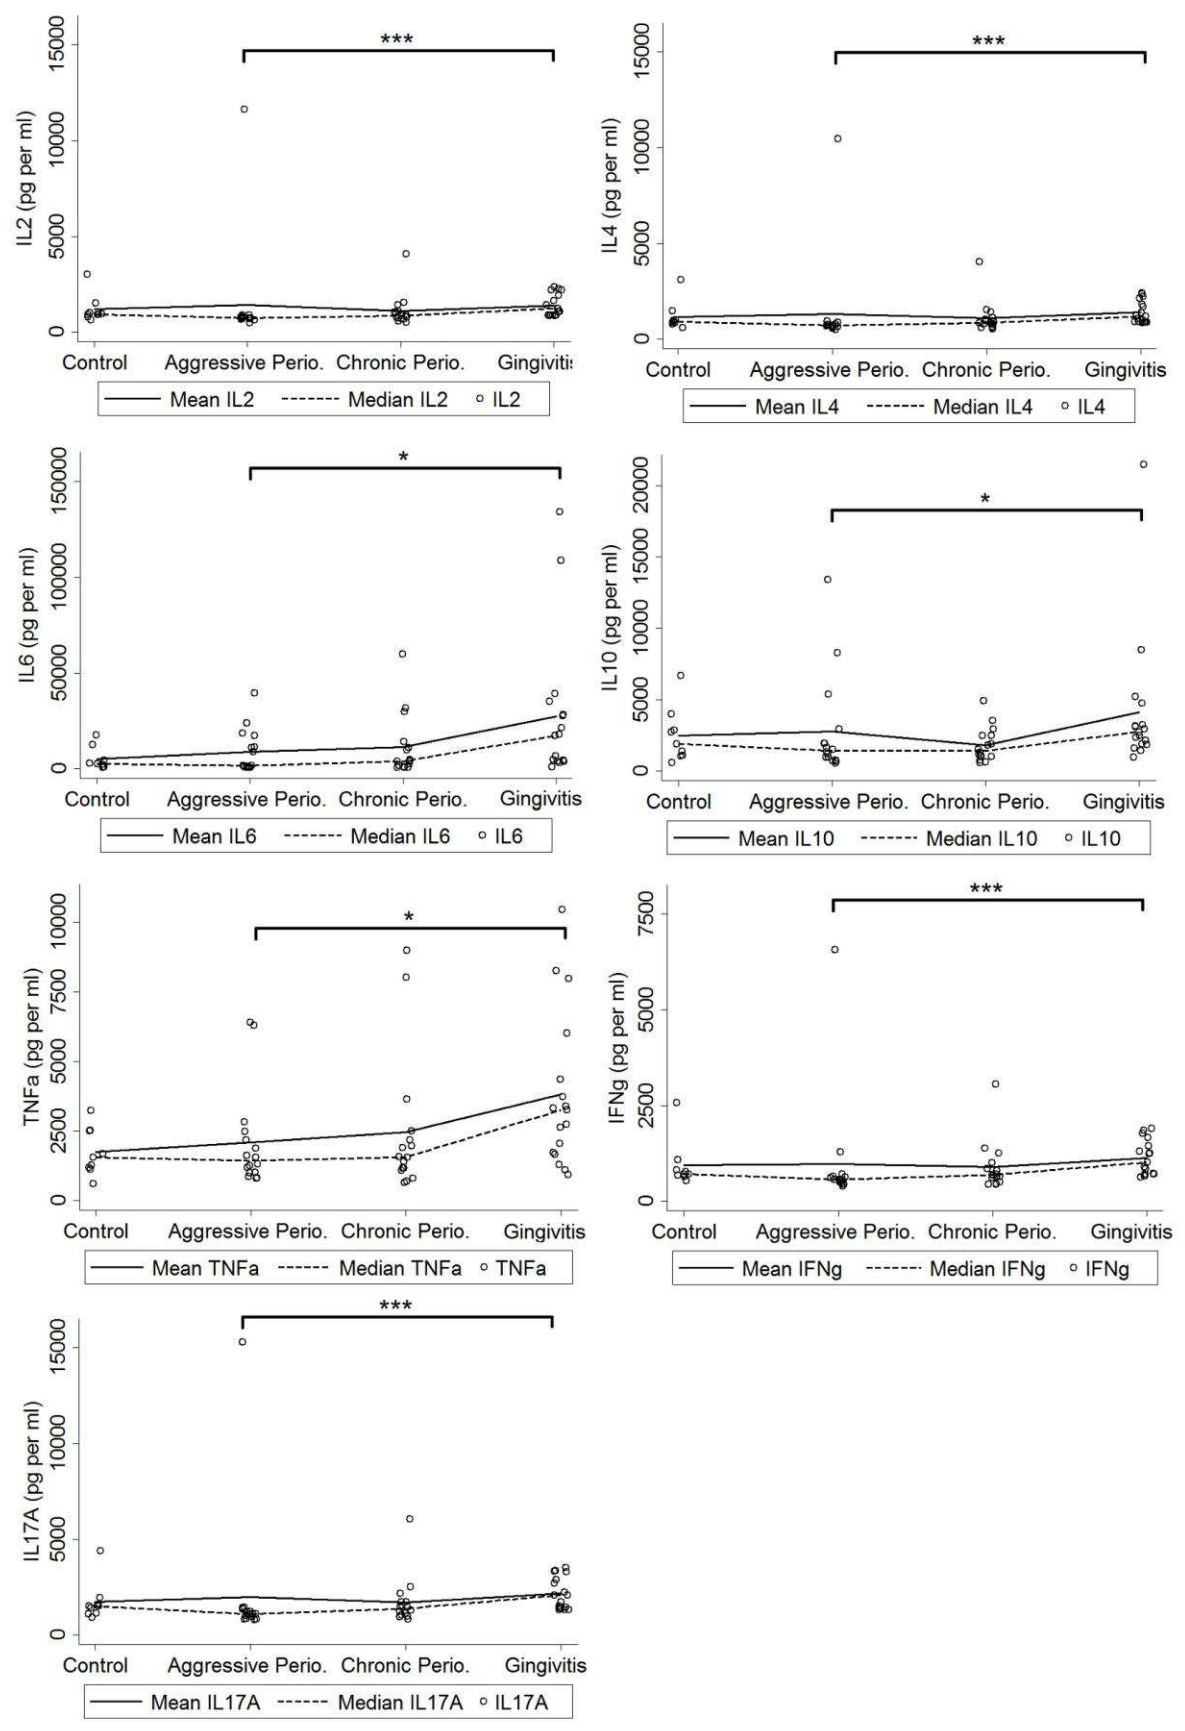 ***
IL2 (pg per ml)
15000
10000
5000
0
Control Aggressive Perio. Chronic Perio. Gingivitis
Mean IL2 Median IL2 IL2
***
IL4 (pg per ml)
15000
10000
5000
0
Control Aggressive Perio. Chronic Perio. Gingivitis
Mean IL4 Median IL4 IL4
*
IL6 (pg per ml)
150000
100000
50000
0
Control Aggressive Perio. Chronic Perio. Gingivitis
Mean IL6 Median IL6 IL6
*
IL10 (pg per ml)
20000
15000
10000
5000
0
Control Aggressive Perio. Chronic Perio. Gingivitis
Mean IL10 Median IL10 IL10
*
TNFa (pg per ml)
10000
7500
5000
2500
0
Control Aggressive Perio. Chronic Perio. Gingivitis
Mean TNFa Median TNFa TNFa
***
IFNg (pg per ml)
7500
5000
2500
0
Control Aggressive Perio. Chronic Perio. Gingivitis
Mean IFNg Median IFNg IFNg
***
IL17A (pg per ml)
15000
10000
5000
0
Control Aggressive Perio. Chronic Perio. Gingivitis
Mean IL17A Median IL17A IL17A